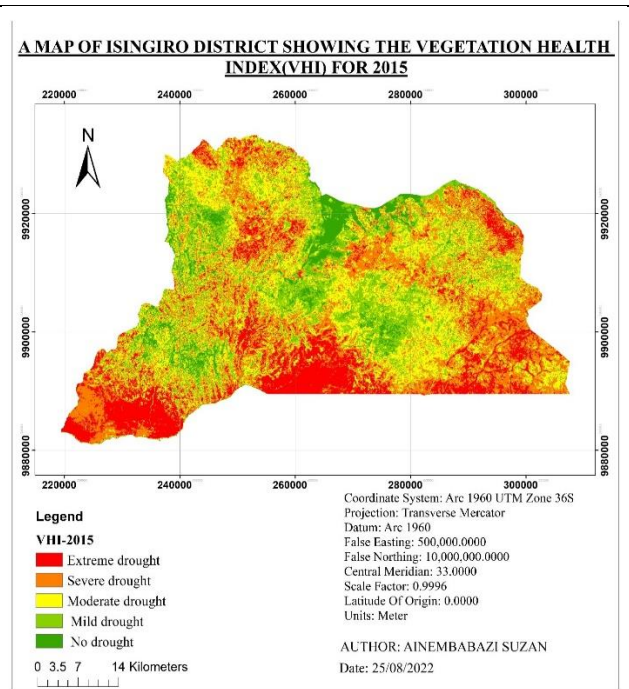 A MAP OF ISINGIRO DISTRICT SHOWING THE VEGETATION HEALTH
INDEX(VHI) FOR 2015
220000 240000 260000 280000 300000
N
9920000 9920000
9900000 9900000
9880000 9880000
220000 240000 260000 280000 300000
Coordinate System: Arc 1960 UTM Zone 36S
Projection: Transverse Mercator
Datum: Arc 1960
False Easting: 500,000.0000
False Northing: 10,000,000.0000
Central Meridian: 33.0000
Scale Factor: 0.9996
Latitude Of Origin: 0.0000
Units: Meter
Legend
VHI-2015
Extreme drought
Severe drought
Moderate drought
Mild drought
No drought
0 3.5 7 14 Kilometers
AUTHOR: AINEMBABAZI SUZAN
Date: 25/08/2022